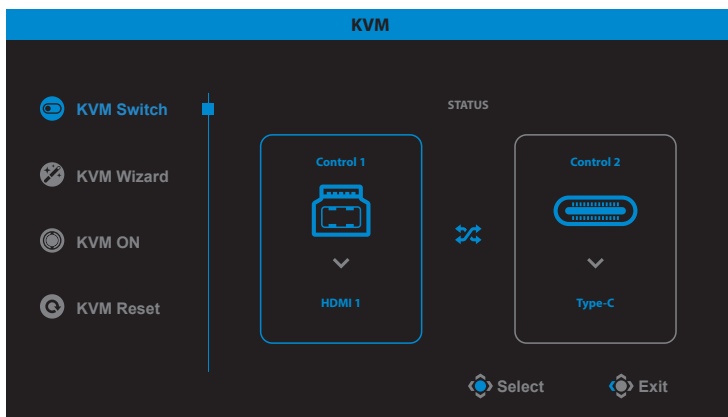 KVM
KVM Switch
KVM Wizard
KVM ON
KVM Reset
STATUS
Control 1
HDMI 1
Control 2
Type-C
Select
Exit